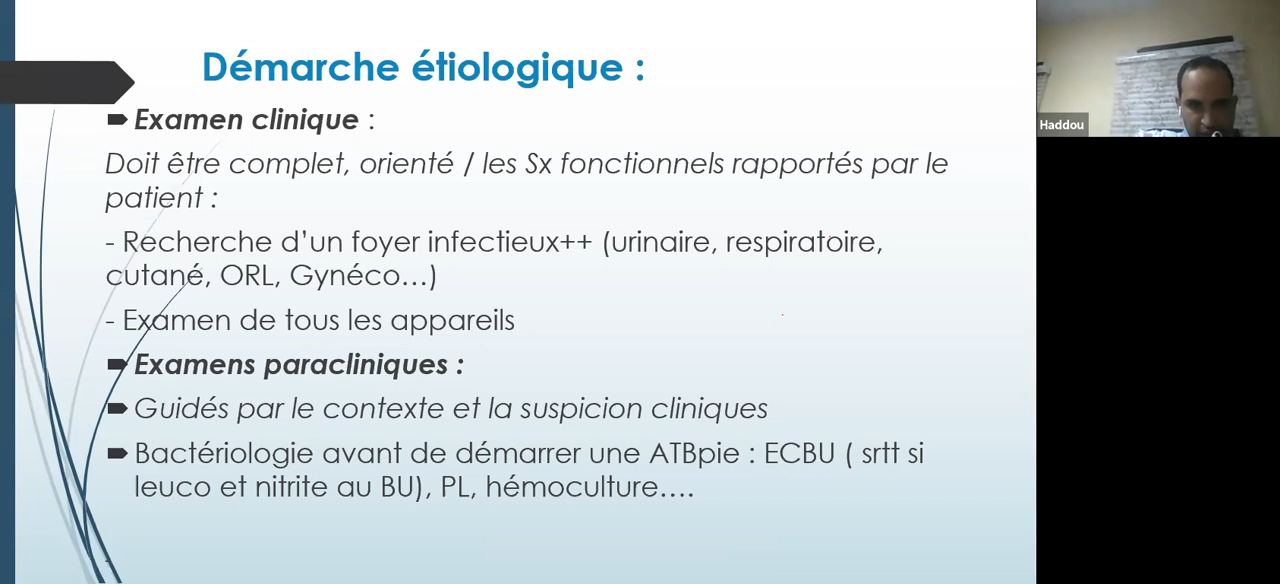 Démarche étiologique :
Examen clinique :
Doit être complet, orienté / les Sx fonctionnels rapportés par le
patient :
- Recherche d’un foyer infectieux++ (urinaire, respiratoire,
cutané, ORL, Gynéco…)
- Examen de tous les appareils
Examens paracliniques :
Guidés par le contexte et la suspicion cliniques
Bactériologie avant de démarrer une ATBpie : ECBU ( srtt si
leuco et nitrite au BU), PL, hémoculture….
Haddou